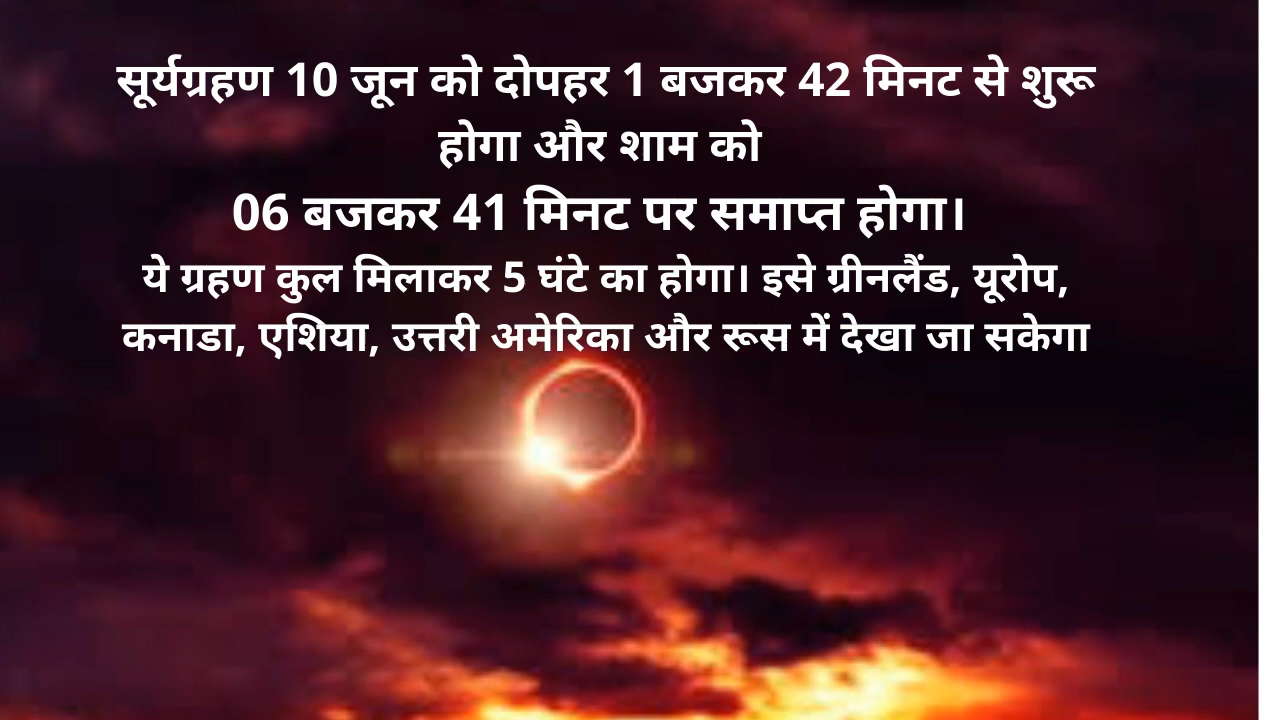 सूर्यग्रहण 10 जून को दोपहर 1 बजकर 42 मिनट से शुरू
होगा और शाम को
06 बजकर 41 मिनट पर समाप्त होगा।
ये ग्रहण कुल मिलाकर 5 घंटे का होगा। इसे ग्रीनलैंड, यूरोप,
कनाडा, एशिया, उत्तरी अमेरिका और रूस में देखा जा सकेगा